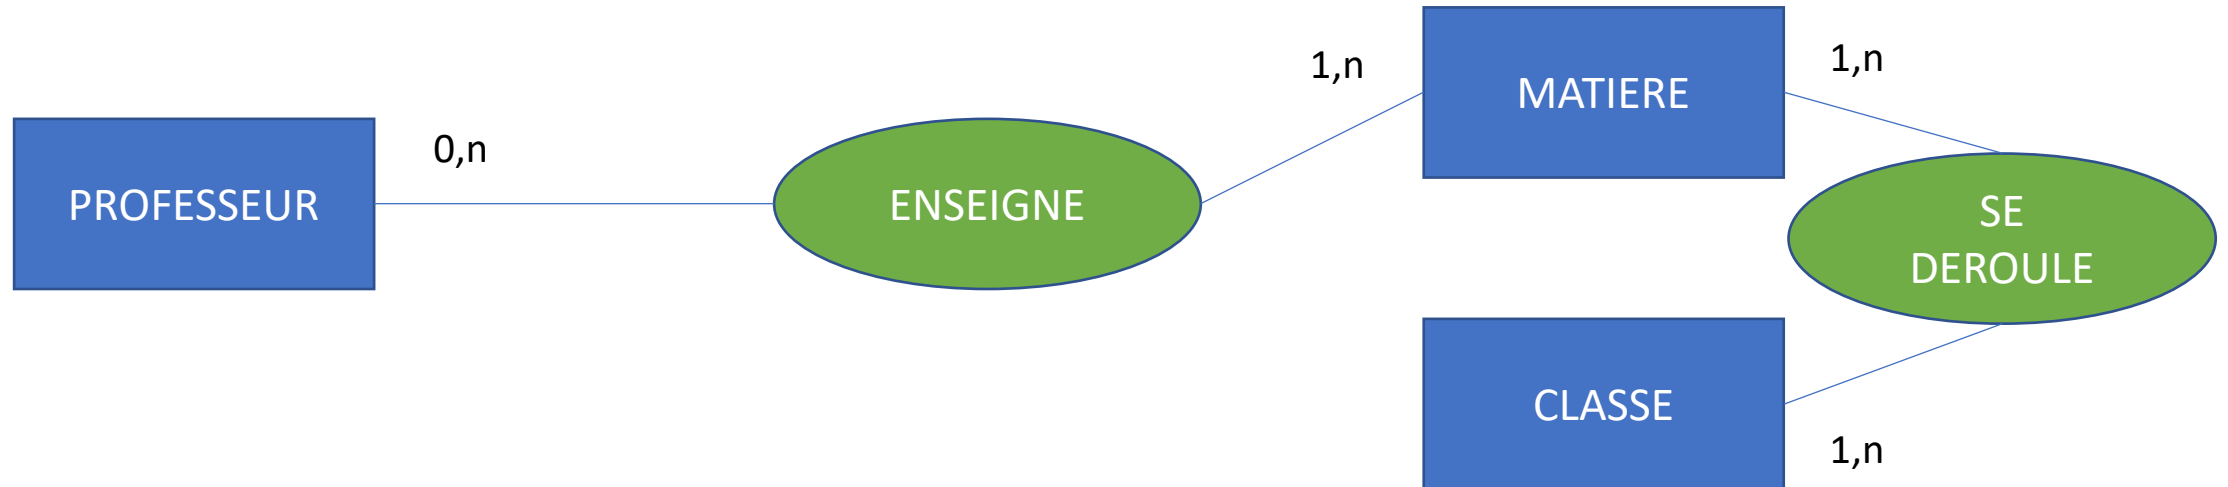 1,n
MATIERE
1,n
PROFESSEUR
0,n
ENSEIGNE
SE
DEROULE
CLASSE
1,n